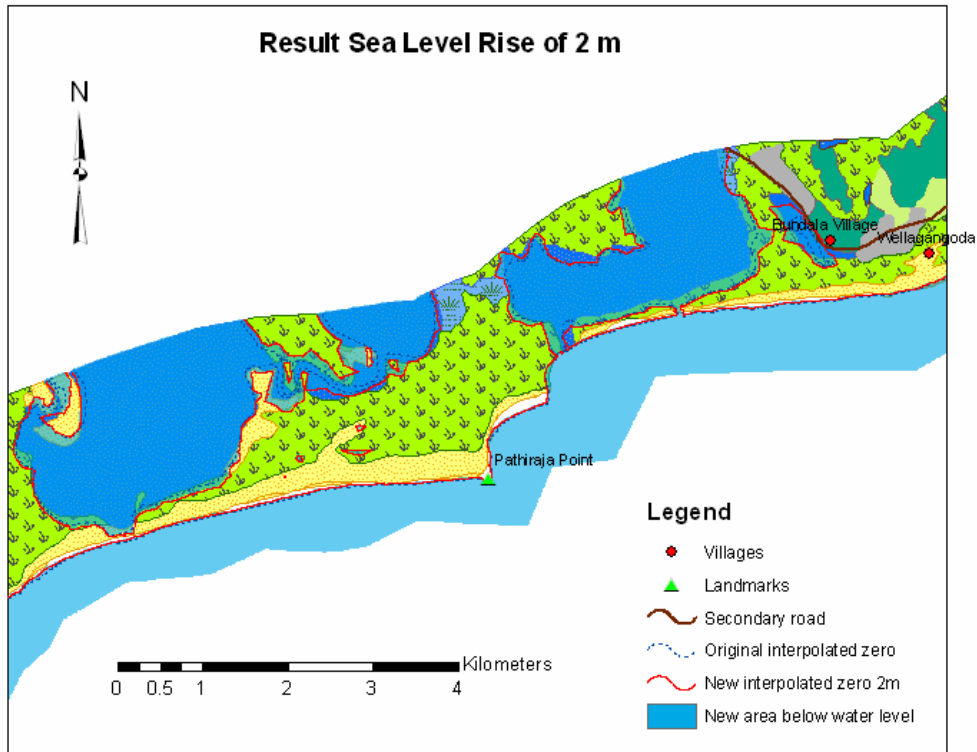 Result Sea Level Rise of 2 m
N
Bundala Village
Wellagangoda
Pathiraja Point
Legend
Villages
Landmarks
Secondary road
Original interpolated zero
New interpolated zero 2m
New area below water level
Kilometers
0 0.5 1 2 3 4